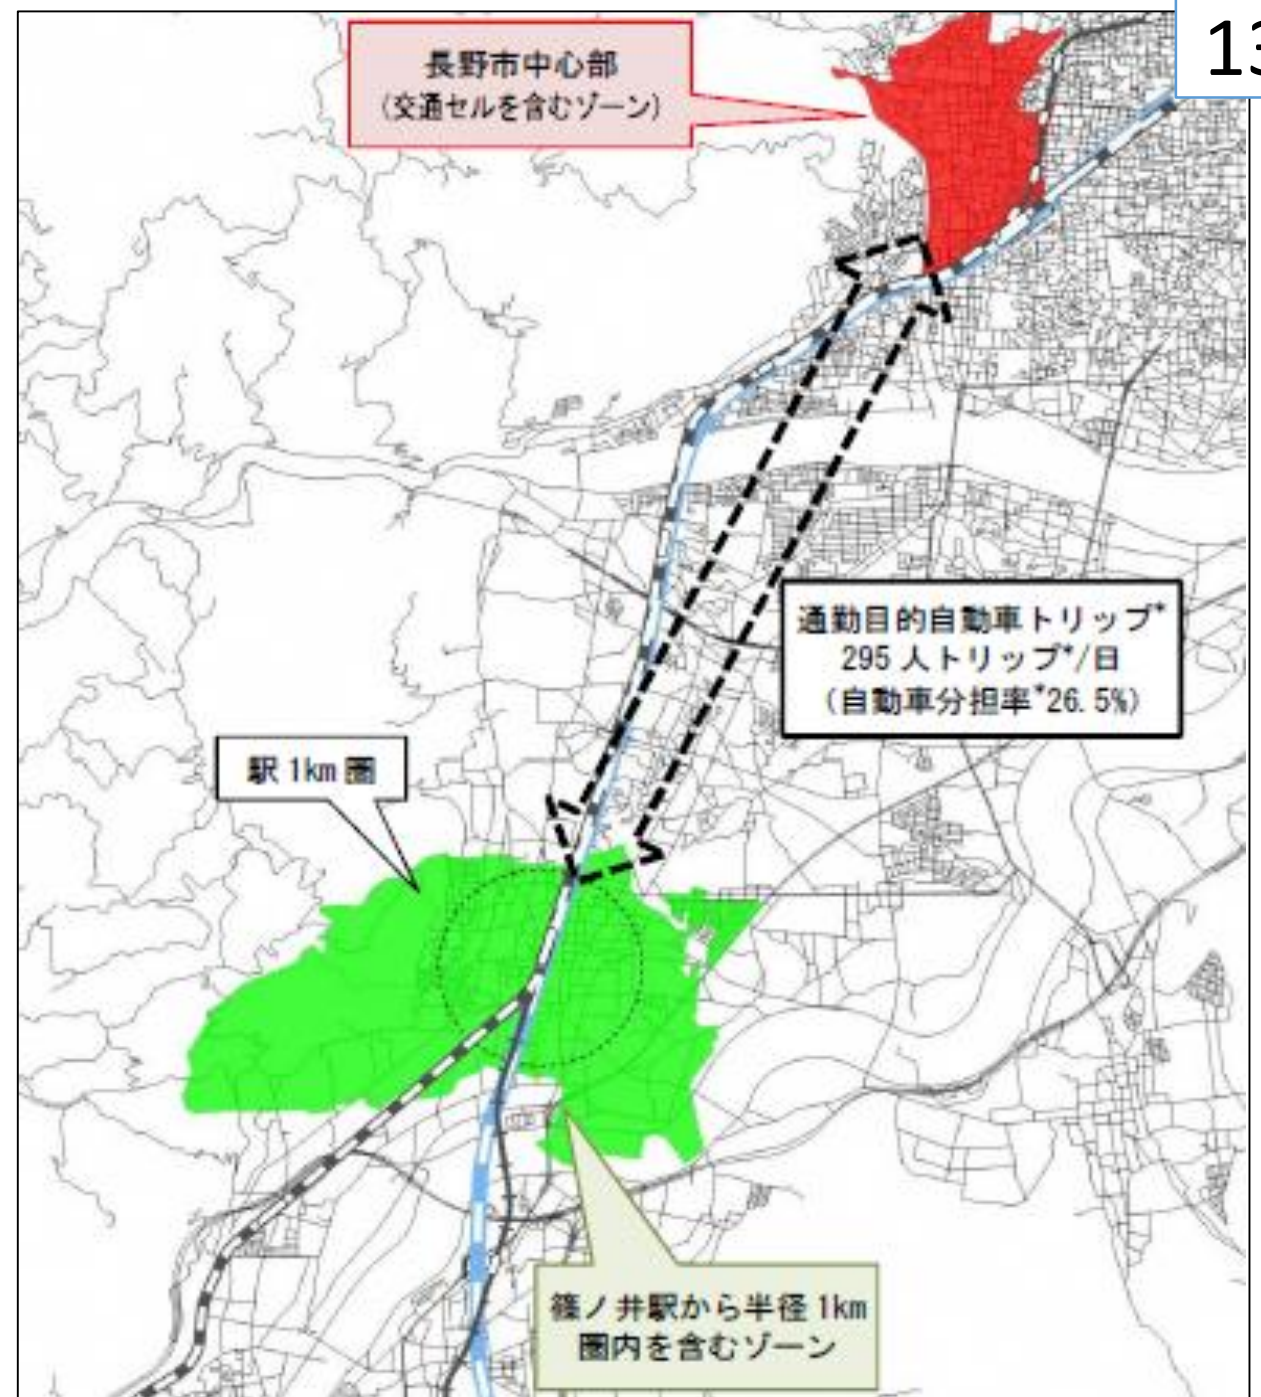 13
長野市中心部
(交通セルを含むゾーン)
通勤目的自動車トリップ*
295 人トリップ*/日
(自動車分担率*26.5%)
駅 1km 圏
篠ノ井駅から半径 1km
圏内を含むゾーン